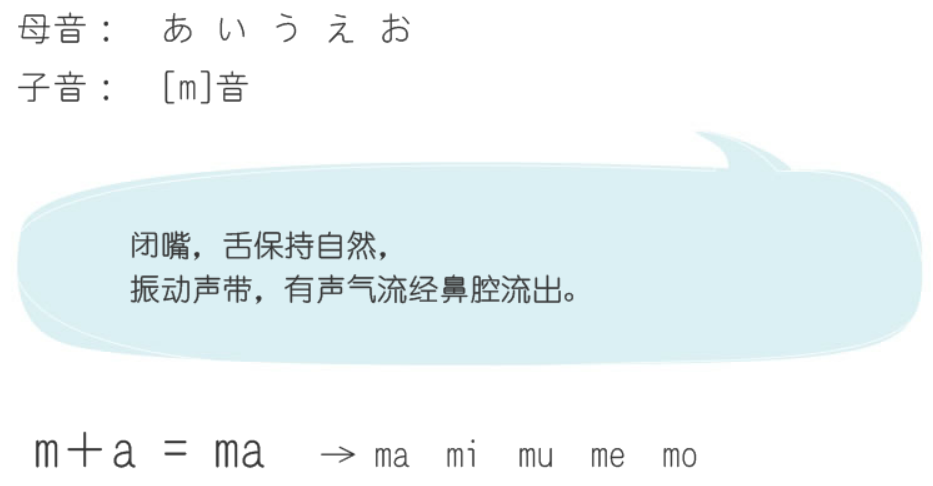 母音： あ い う え お
子音： [m]音
闭嘴，舌保持自然，
振动声带，有声气流经鼻腔流出。
m+a = ma → ma mi mu me mo